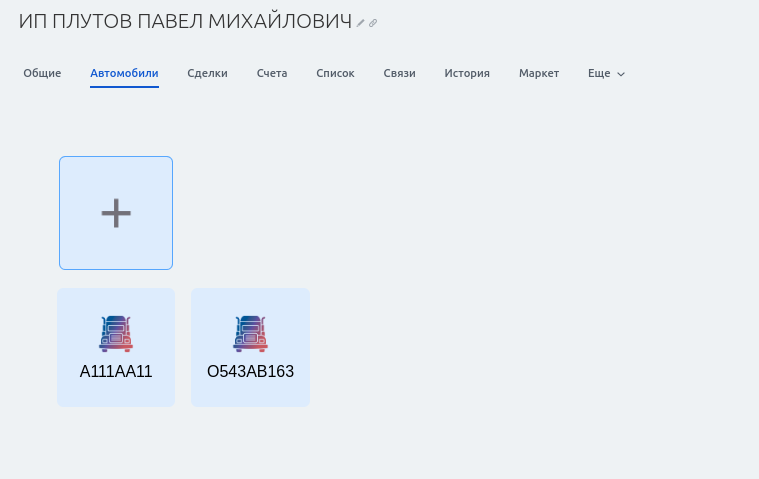 ИП ПЛУТОВ ПАВЕЛ МИХАЙЛОВИЧ
Общие Автомобили Сделки Счета Список Связи История Маркет Еще
А111АА11 О543АВ163